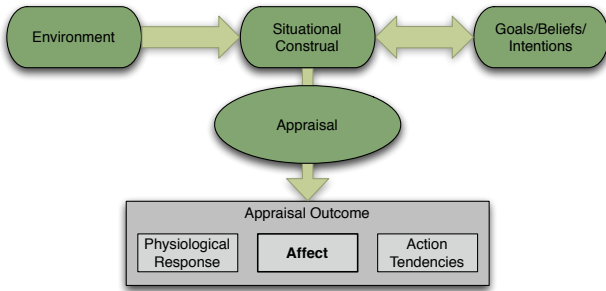 Environment
Situational
Construal
Goals/Beliefs/
Intentions
Appraisal
Appraisal Outcome
Physiological
Response
Affect
Action
Tendencies